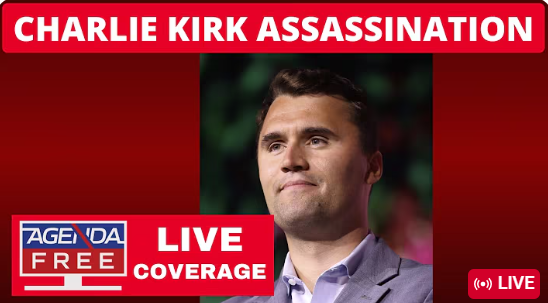 CHARLIE KIRK ASSASSINATION
AGENDA
FREE
LIVE
COVERAGE
LIVE